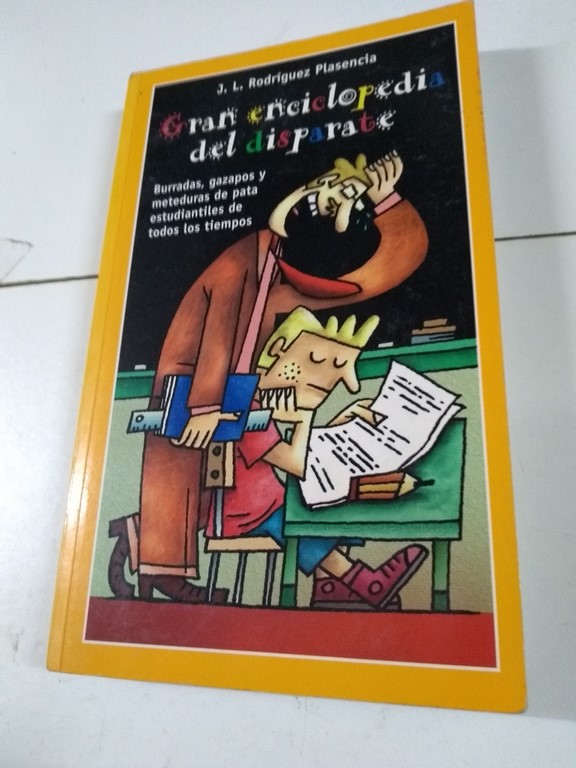 J. L. Rodríguez Plasencia
Gran enciclopedia
del disparate
Burradas, gazapos y
meteduras de pata
estudiantiles de
todos los tiempos